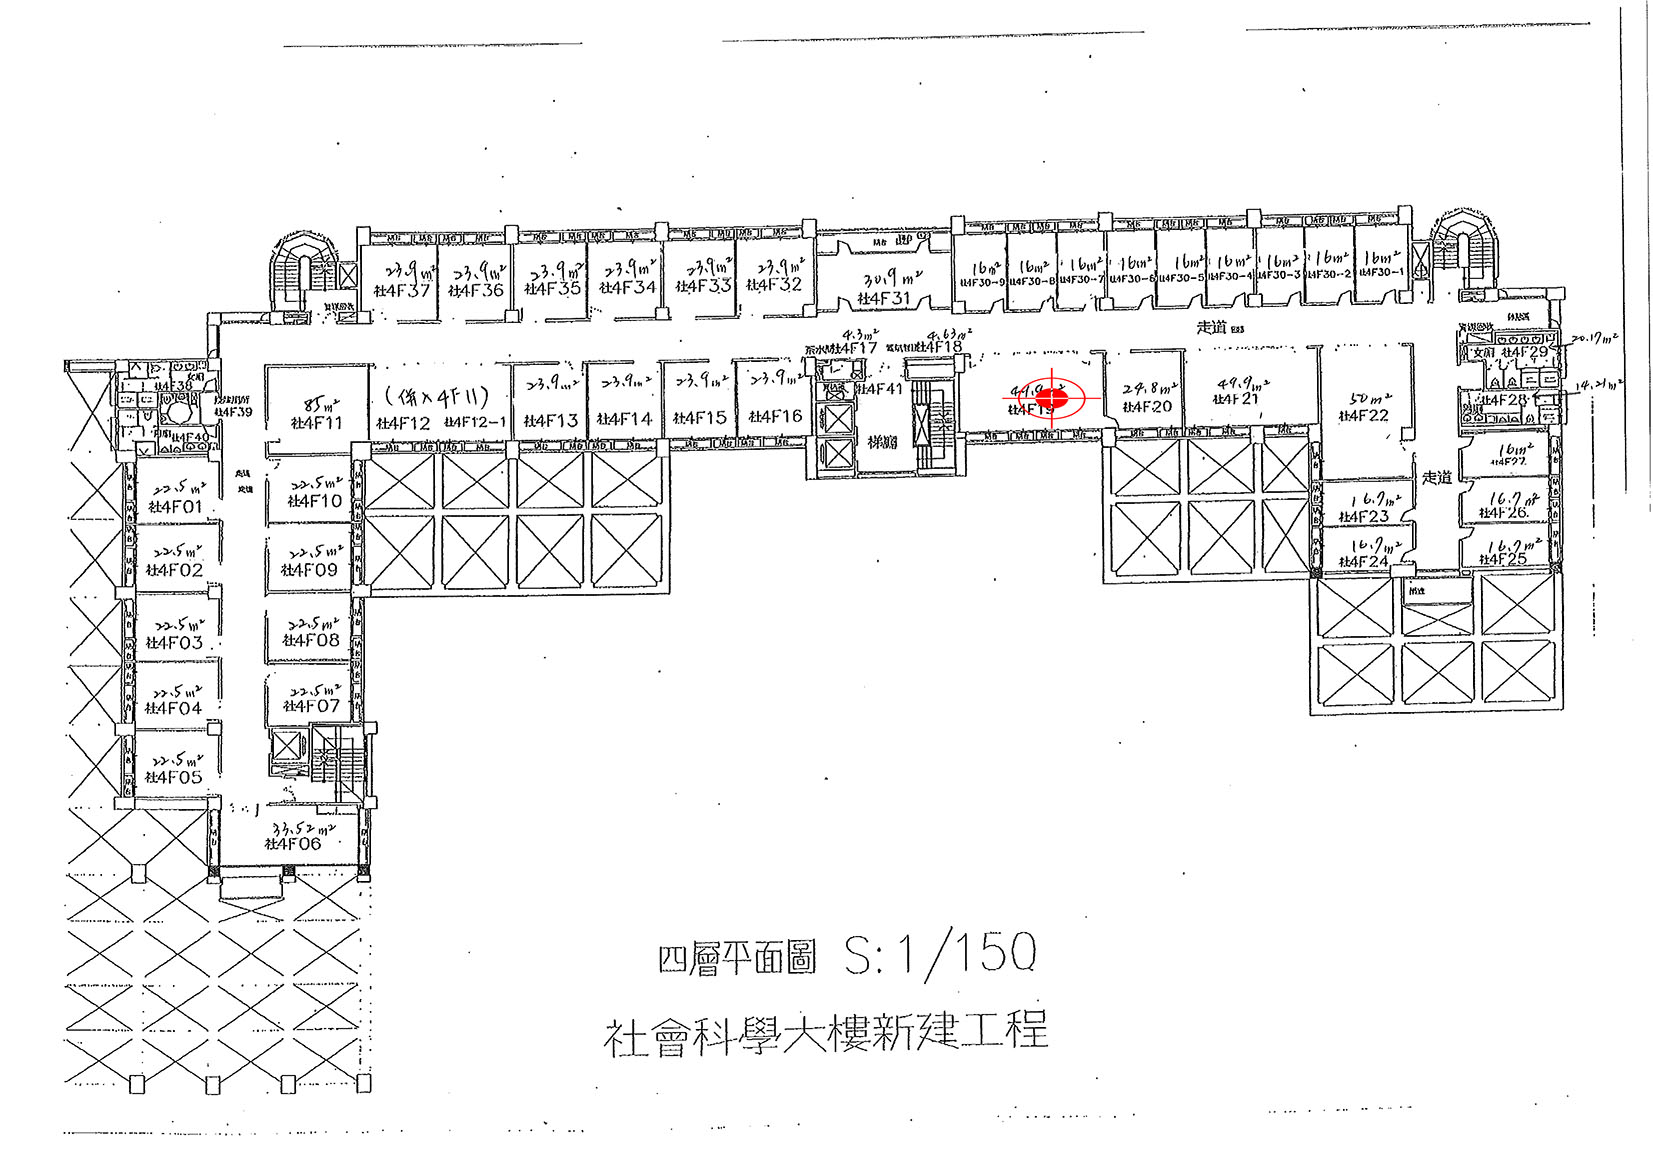 23.9m²
社4F37
23.9m²
社4F36
23.9m²
社4F35
23.9m²
社4F34
23.9m²
社4F33
23.9m²
社4F32
30.9m²
社4F31
16m²
社4F30-9
16m²
社4F30-8
16m²
社4F30-7
16m²
社4F30-6
16m²
社4F30-5
16m²
社4F30-4
16m²
社4F30-3
16m²
社4F30-2
16m²
社4F30-1
走道
4.3m²
茶水間社4F17
4.63m²
社4F18
女廁 社4F29
20.17m²
社4F28
14.21m²
女廁
社4F38
社4F39
社4F40
85m²
社4F11
(併入4F11)
社4F12 社4F12-1
23.9m²
社4F13
23.9m²
社4F14
23.9m²
社4F15
23.9m²
社4F16
社4F41
梯廳
社4F19
24.8m²
社4F20
49.9m²
社4F21
50m²
社4F22
走道
16m²
社4F27
16.7m²
社4F23
16.7m²
社4F26
16.7m²
社4F24
16.7m²
社4F25
走道
22.5m²
社4F01
22.5m²
社4F10
22.5m²
社4F02
22.5m²
社4F09
22.5m²
社4F03
22.5m²
社4F08
22.5m²
社4F04
22.5m²
社4F07
22.5m²
社4F05
33.52m²
社4F06
四層平面圖 S:1/150
社會科學大樓新建工程